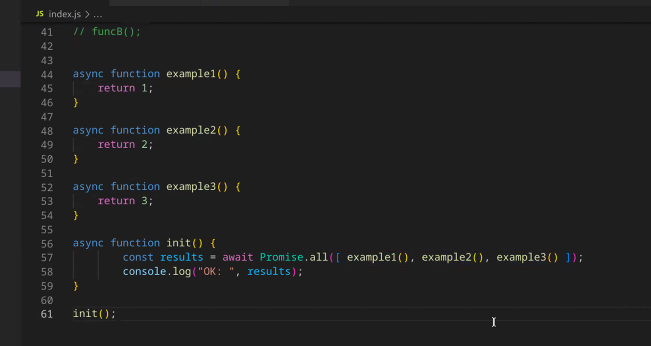 JS index.js > ...
41 // funcB();
42
43
44 async function example1() {
45     return 1;
46 }
47
48 async function example2() {
49     return 2;
50 }
51
52 async function example3() {
53     return 3;
54 }
55
56 async function init() {
57         const results = await Promise.all([ example1(), example2(), example3() ]);
58         console.log("OK: ", results);
59 }
60
61 init();